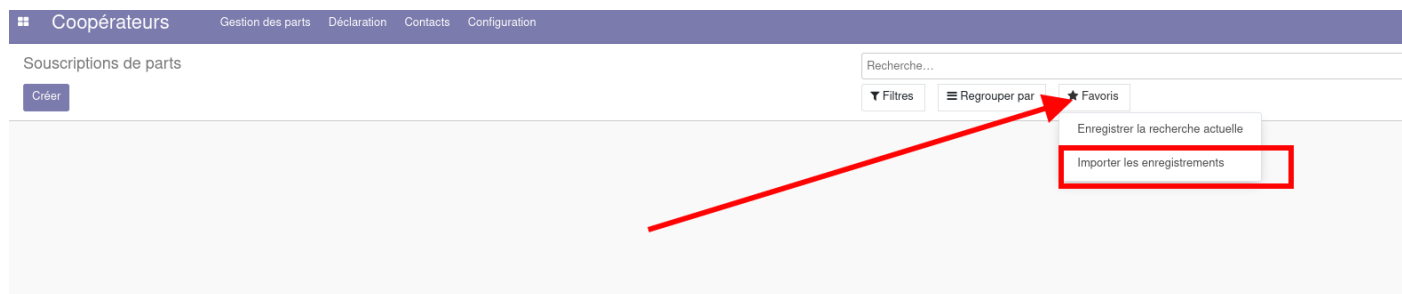 Coopérateurs Gestion des parts Déclaration Contacts Configuration
Souscriptions de parts
Recherche...
Créer
Filtres Regrouper par Favoris
Enregistrer la recherche actuelle
Importer les enregistrements